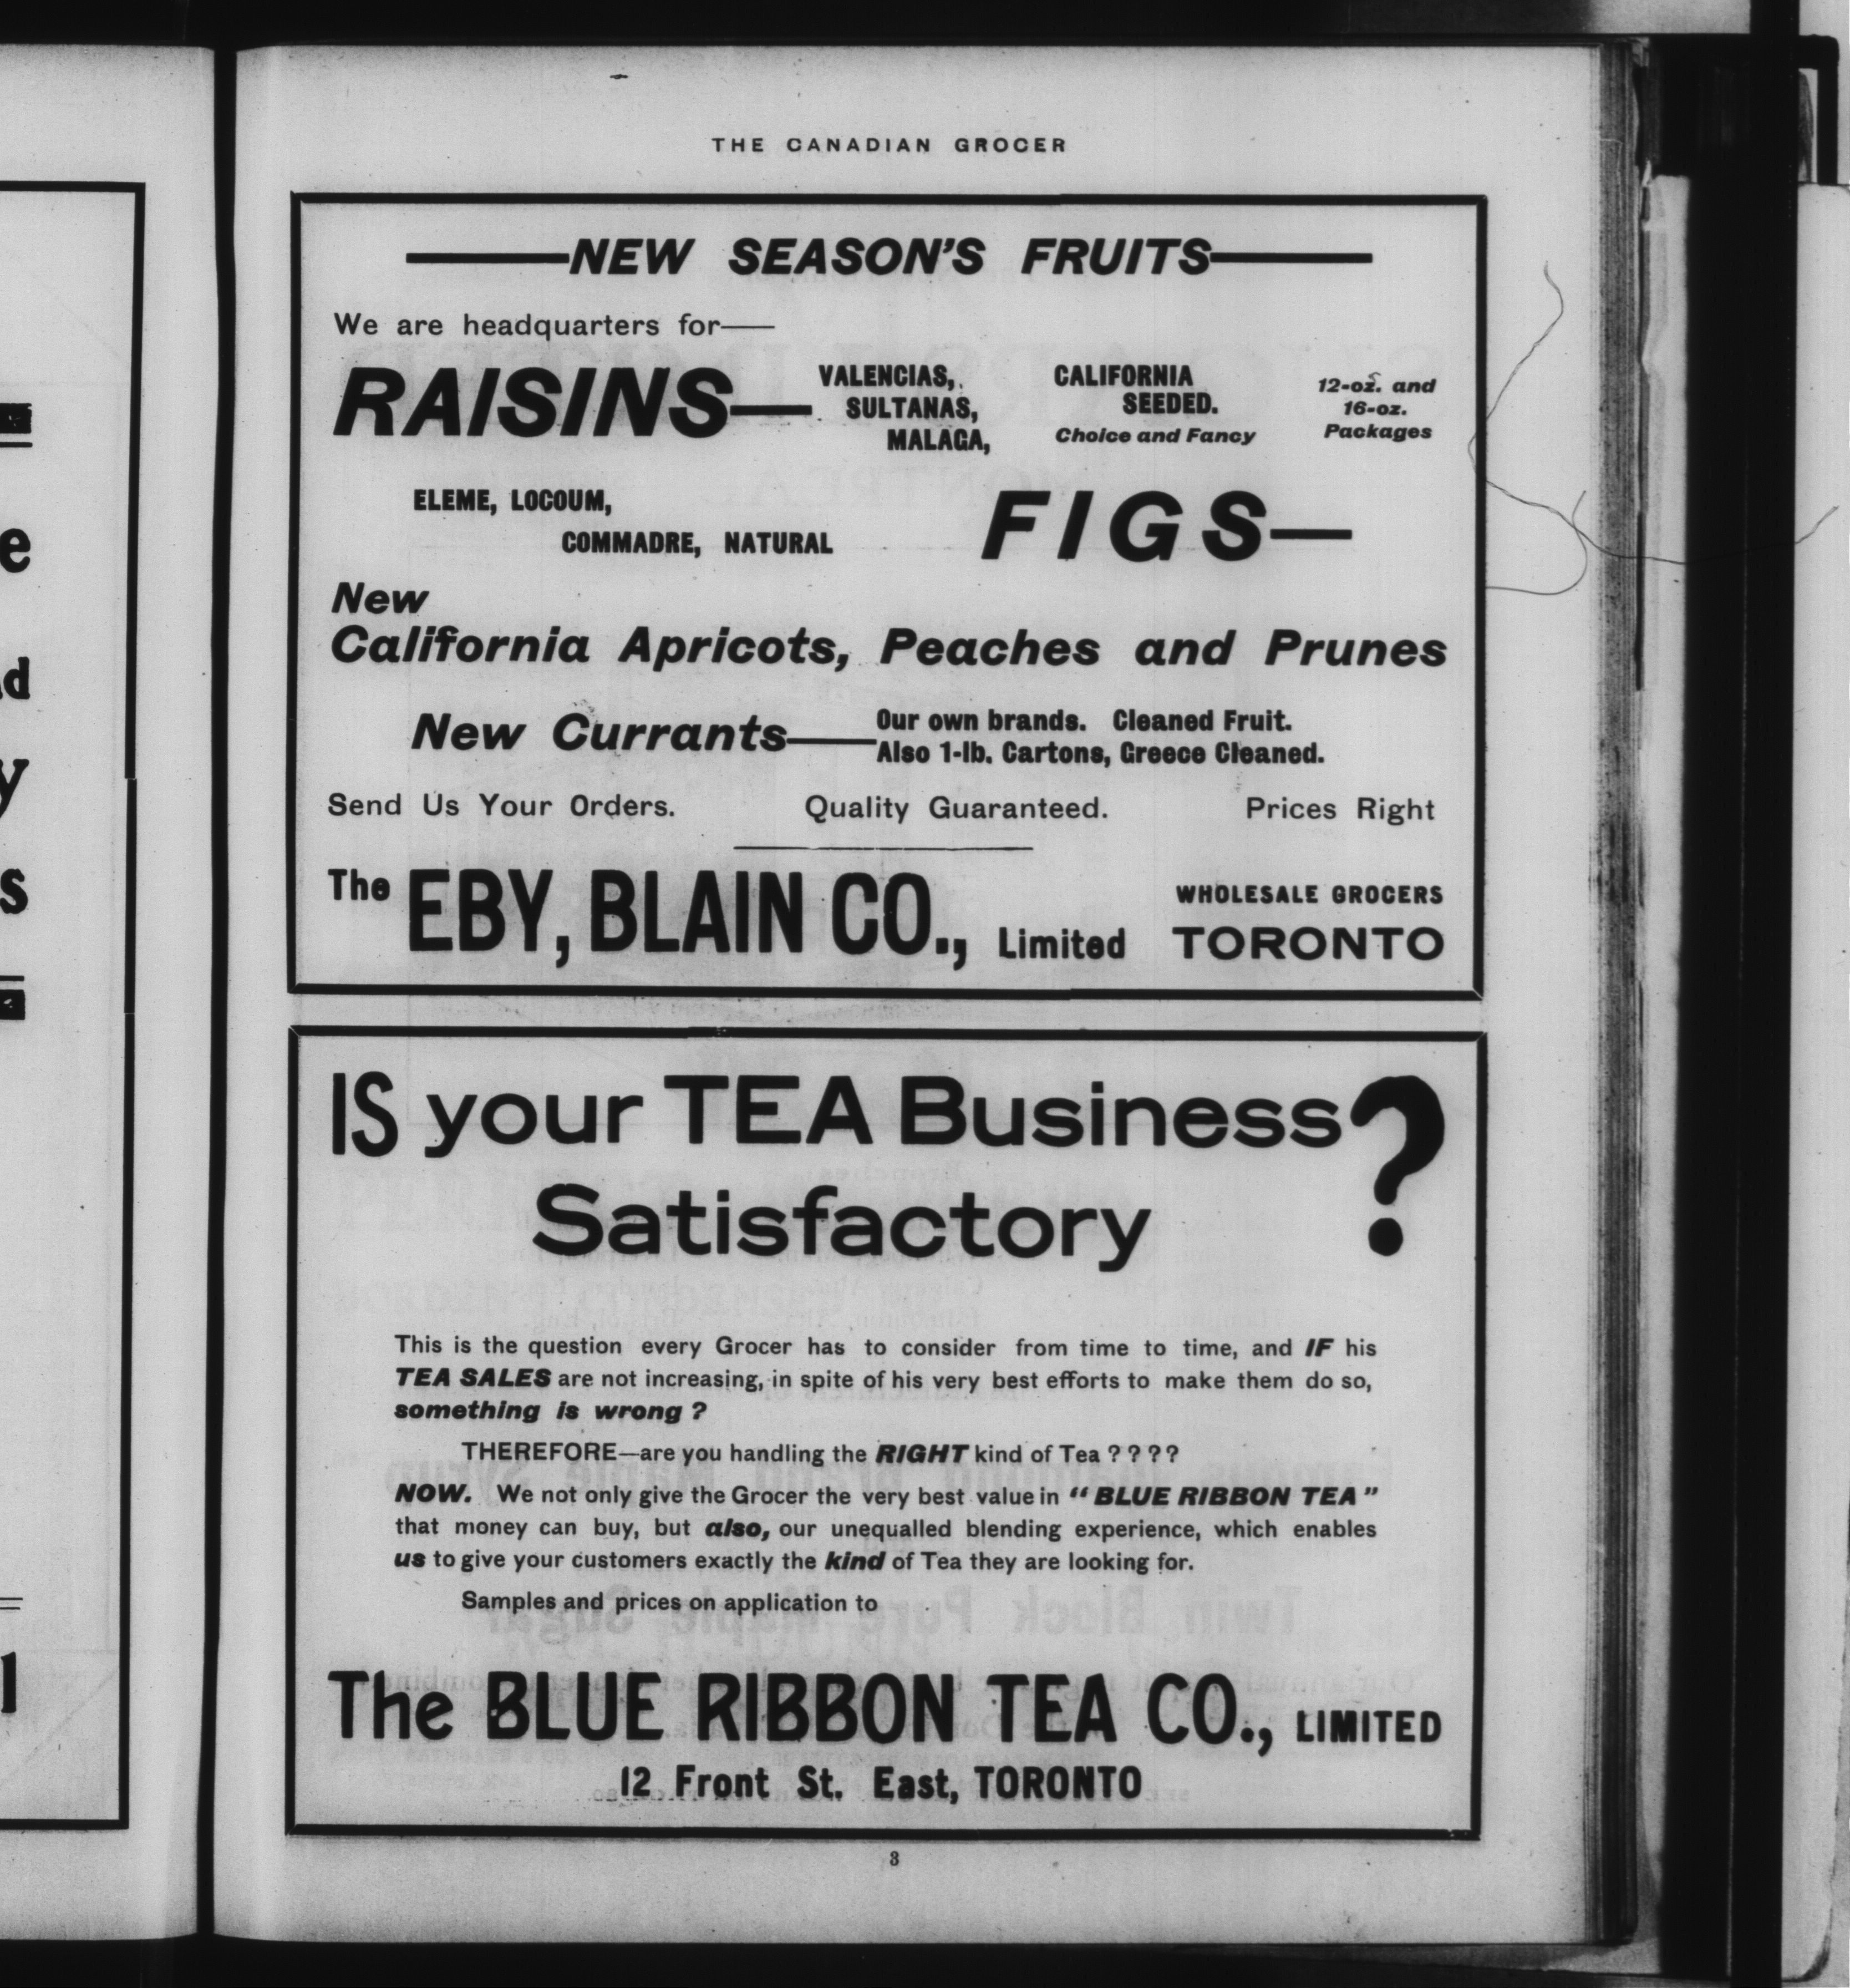 THE CANADIAN GROCER
NEW SEASON'S FRUITS
We are headquarters for—
RAISINS—
VALENCIAS,
SULTANAS,
MALAGA,
CALIFORNIA
SEEDED.
Choice and Fancy
12-oz. and
16-oz.
Packages
ELEME, LOCOUM,
COMMADRE, NATURAL
FIGS—
New
California Apricots, Peaches and Prunes
New Currants—
Our own brands. Cleaned Fruit.
Also 1-lb. Cartons, Greece Cleaned.
Send Us Your Orders. Quality Guaranteed. Prices Right
The EBY, BLAIN CO., Limited
WHOLESALE GROCERS
TORONTO
IS your TEA Business
Satisfactory ?
This is the question every Grocer has to consider from time to time, and IF his
TEA SALES are not increasing, in spite of his very best efforts to make them do so,
something is wrong ?
THEREFORE—are you handling the RIGHT kind of Tea ? ? ? ?
NOW. We not only give the Grocer the very best value in "BLUE RIBBON TEA"
that money can buy, but also, our unequalled blending experience, which enables
us to give your customers exactly the kind of Tea they are looking for.
Samples and prices on application to
The BLUE RIBBON TEA CO., LIMITED
12 Front St. East, TORONTO
3